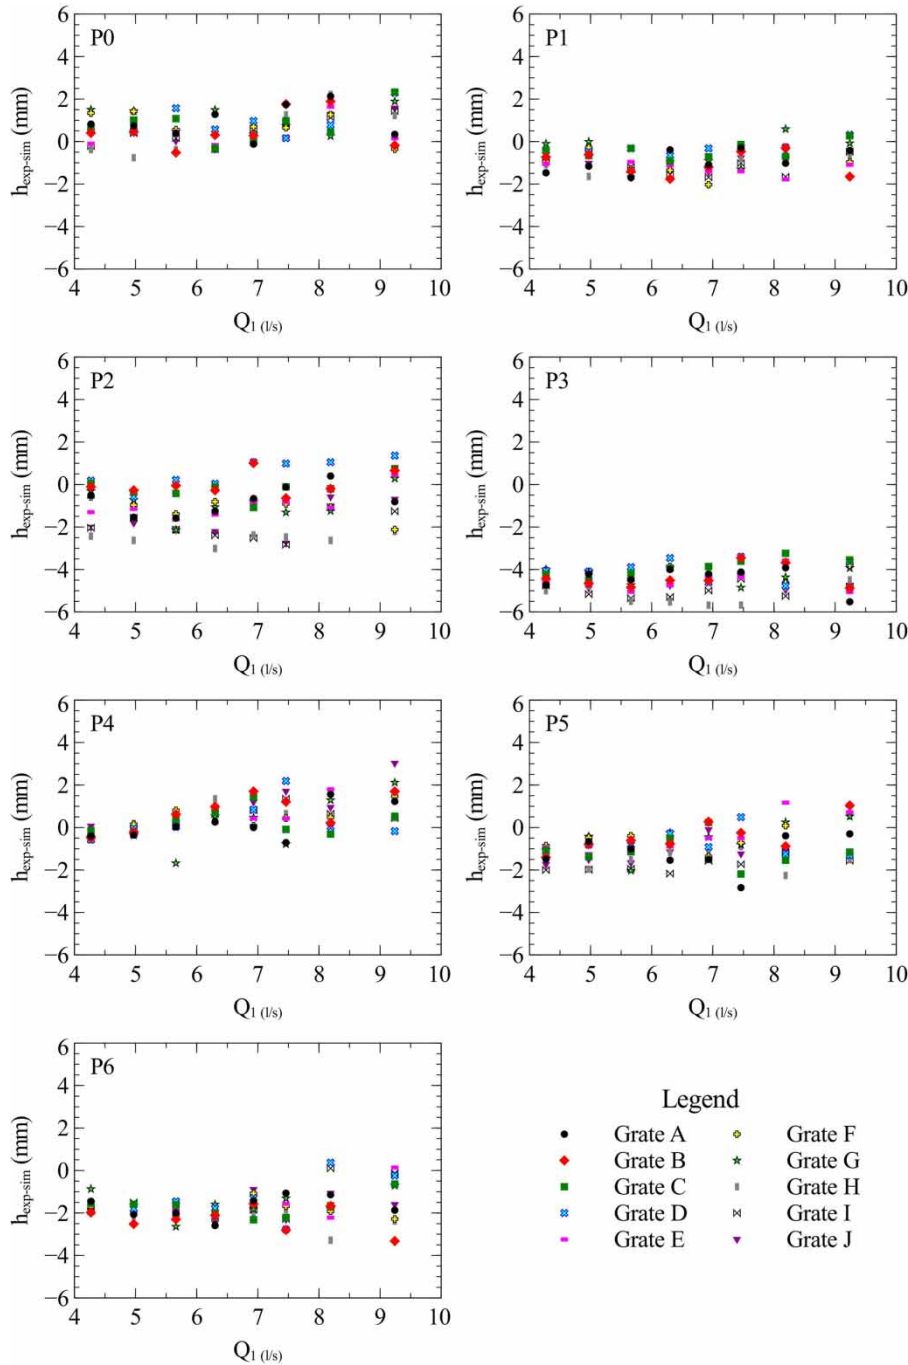 P0
6
4
2
0
−2
−4
−6
h exp-sim (mm)
4 5 6 7 8 9 10
Q1 (l/s)
P1
6
4
2
0
−2
−4
−6
h exp-sim (mm)
4 5 6 7 8 9 10
Q1 (l/s)
P2
6
4
2
0
−2
−4
−6
h exp-sim (mm)
4 5 6 7 8 9 10
Q1 (l/s)
P3
6
4
2
0
−2
−4
−6
h exp-sim (mm)
4 5 6 7 8 9 10
Q1 (l/s)
P4
6
4
2
0
−2
−4
−6
h exp-sim (mm)
4 5 6 7 8 9 10
Q1 (l/s)
P5
6
4
2
0
−2
−4
−6
h exp-sim (mm)
4 5 6 7 8 9 10
Q1 (l/s)
P6
6
4
2
0
−2
−4
−6
h exp-sim (mm)
4 5 6 7 8 9 10
Q1 (l/s)
Legend
Grate A Grate F
Grate B Grate G
Grate C Grate H
Grate D Grate I
Grate E Grate J